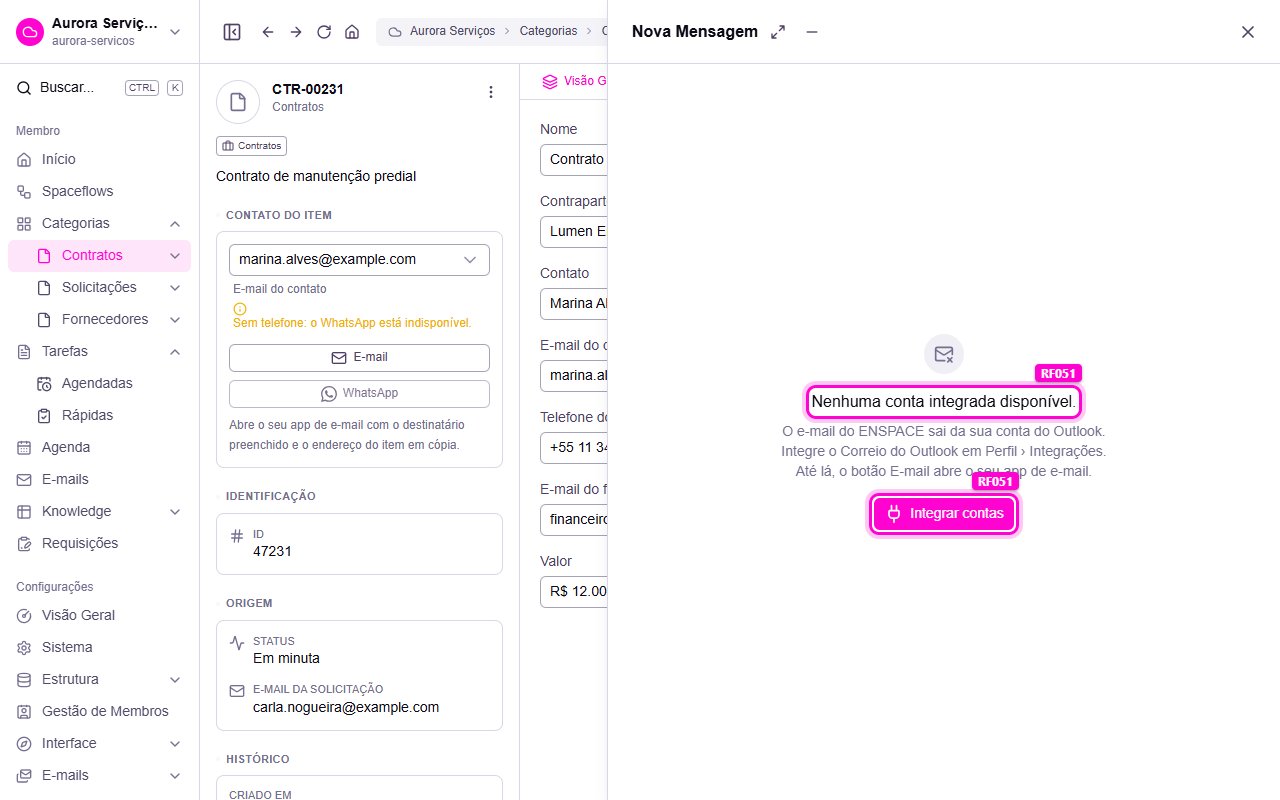 Aurora Serviç...
aurora-servicos
Buscar...
CTRL
K
Membro
Início
Spaceflows
Categorias
Contratos
Solicitações
Fornecedores
Tarefas
Agendadas
Rápidas
Agenda
E-mails
Knowledge
Requisições
Configurações
Visão Geral
Sistema
Estrutura
Gestão de Membros
Interface
E-mails
Aurora Serviços
Categorias
CTR-00231
Contratos
Contratos
Contrato de manutenção predial
CONTATO DO ITEM
marina.alves@example.com
E-mail do contato
Sem telefone: o WhatsApp está indisponível.
E-mail
WhatsApp
Abre o seu app de e-mail com o destinatário
preenchido e o endereço do item em cópia.
IDENTIFICAÇÃO
ID
47231
ORIGEM
STATUS
Em minuta
E-MAIL DA SOLICITAÇÃO
carla.nogueira@example.com
HISTÓRICO
CRIADO EM
Visão G
Nome
Contrato
Contrapart
Lumen E
Contato
Marina Al
E-mail do c
marina.al
Telefone do
+55 11 34
E-mail do f
financeiro
Valor
R$ 12.00
Nova Mensagem
RF051
Nenhuma conta integrada disponível.
O e-mail do ENSPACE sai da sua conta do Outlook.
Integre o Correio do Outlook em Perfil › Integrações.
Até lá, o botão E-mail abre o seu app de e-mail.
RF051
Integrar contas